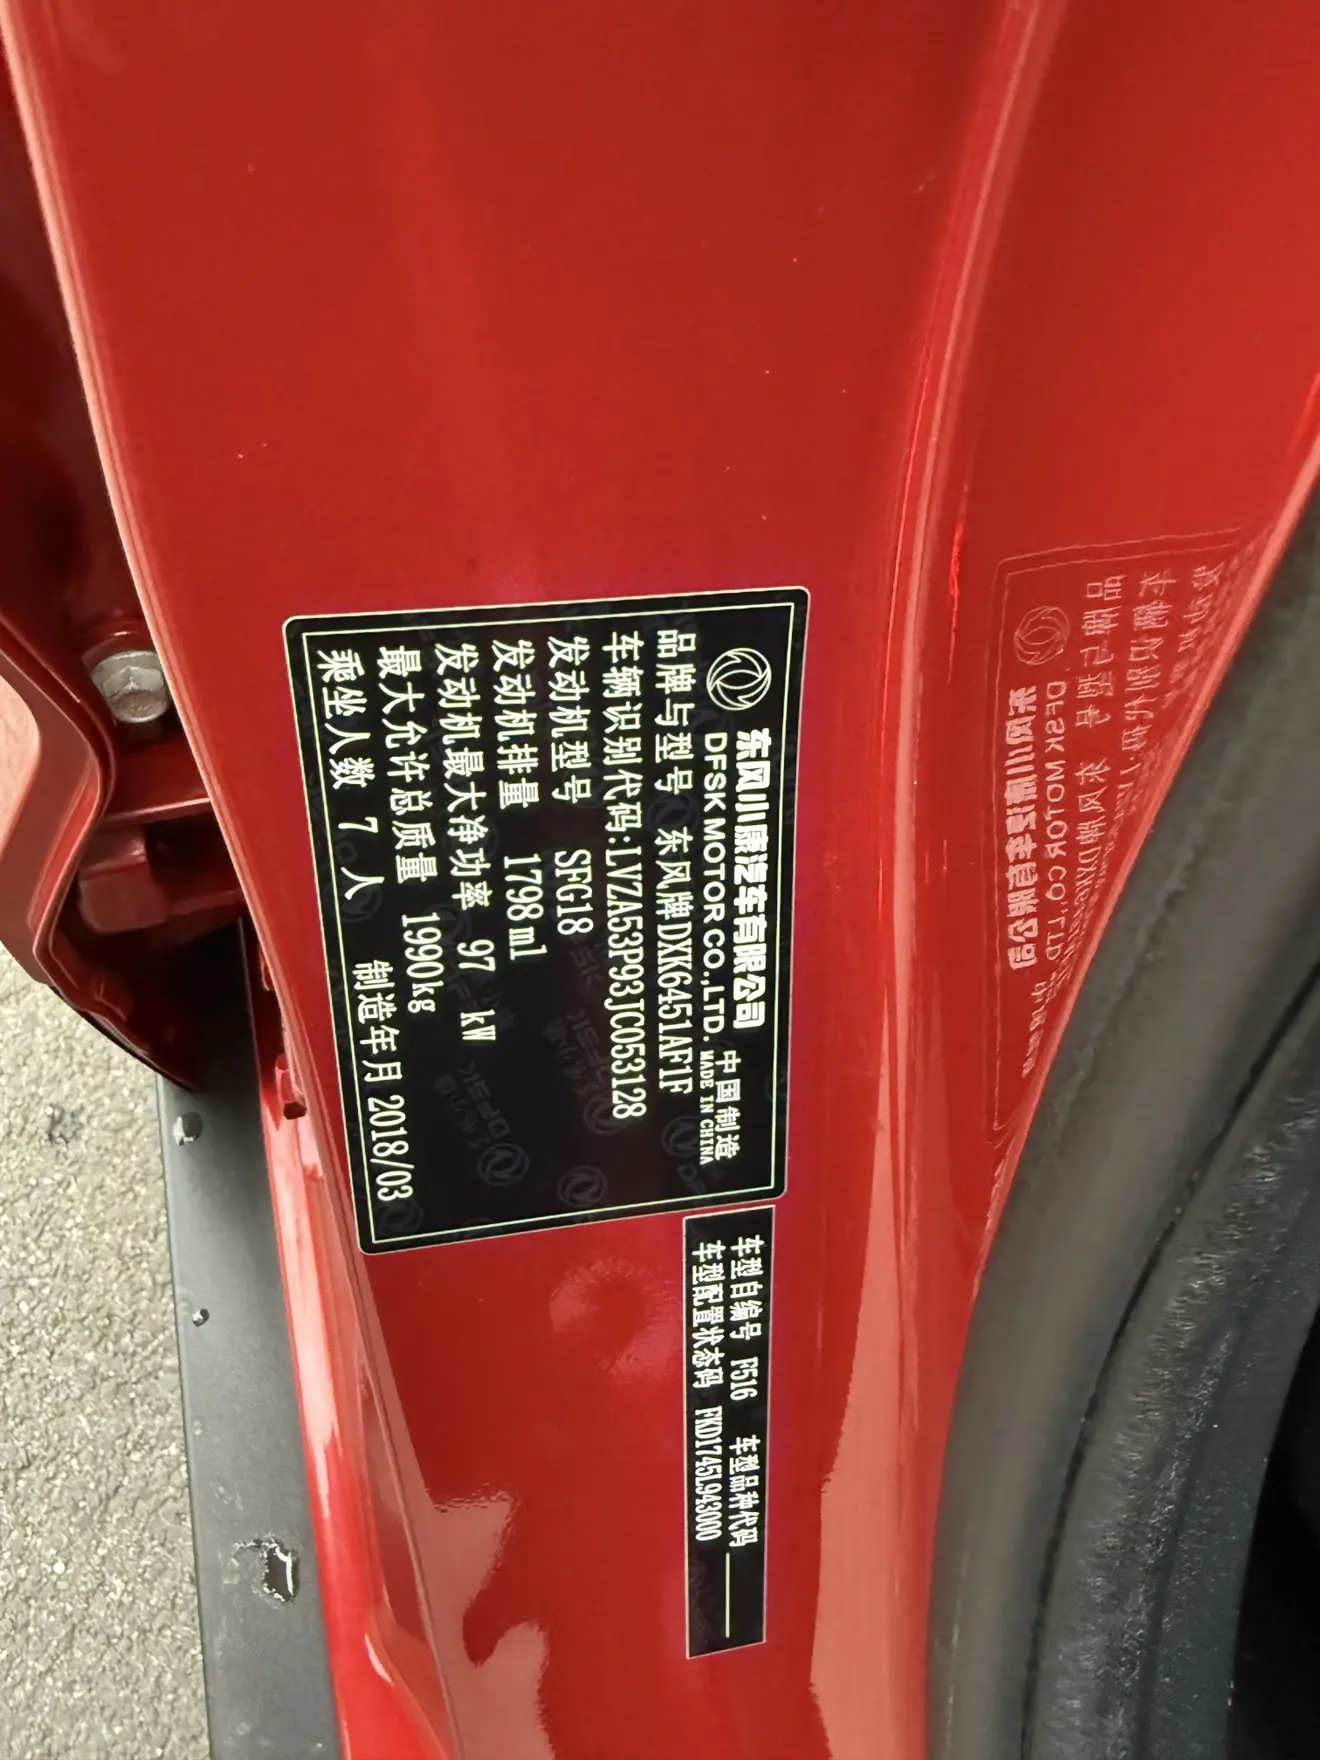 东风小康汽车有限公司
DFSK MOTOR CO.,LTD.
中国制造
MADE IN CHINA
品牌与型号 东风牌DXK6451AF1F
车辆识别代码:LVZA53P93JC053128
发动机型号 SFG18
发动机排量 1798ml
发动机最大净功率 97 kW
最大允许总质量 1990kg
乘坐人数 7 人 制造年月 2018/03
车型自编号 F516 车型品种代码 ——
车型配置状态码 FKD1745L943000